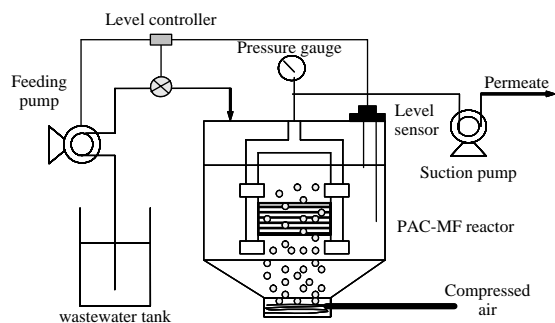 Level controller
Pressure gauge
Feeding
pump
Permeate
Level
sensor
Suction pump
PAC-MF reactor
Compressed
air
wastewater tank